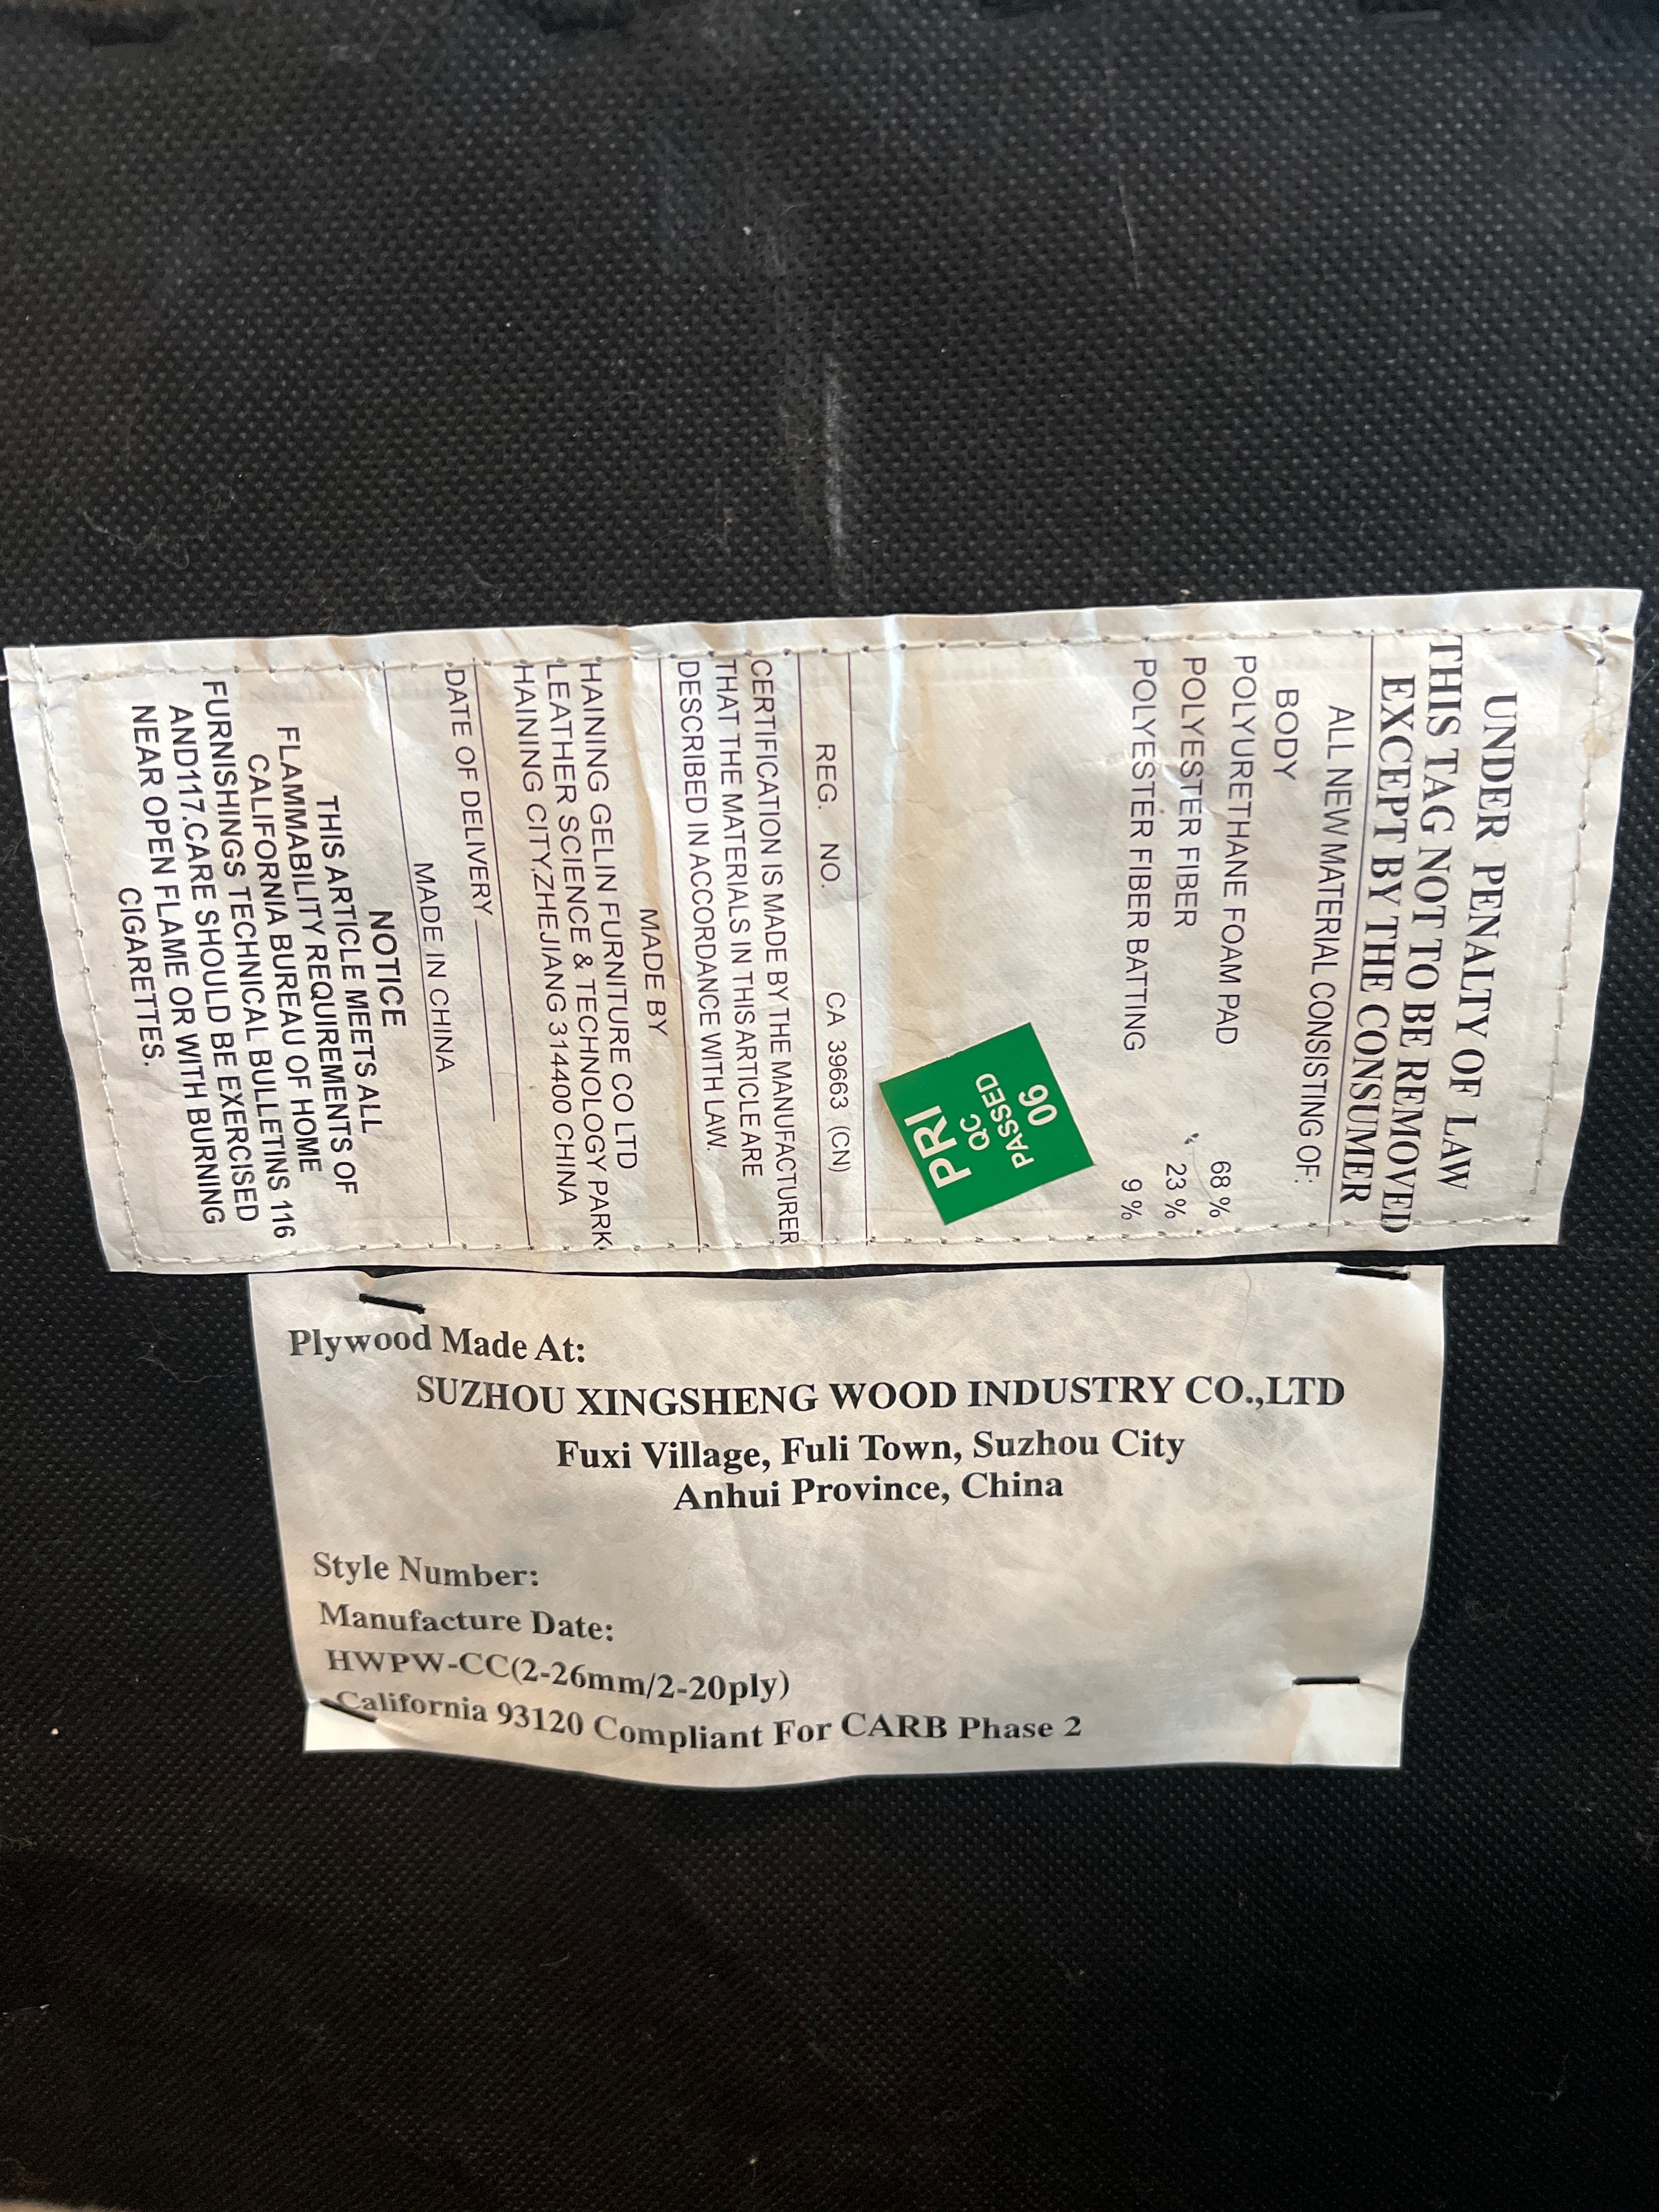 UNDER PENALTY OF LAW
THIS TAG NOT TO BE REMOVED
EXCEPT BY THE CONSUMER
ALL NEW MATERIAL CONSISTING OF:
BODY
POLYURETHANE FOAM PAD 68 %
POLYESTER FIBER 23 %
POLYESTER FIBER BATTING 9 %
PRI
QC
PASSED
06
REG. NO. CA 39663 (CN)
CERTIFICATION IS MADE BY THE MANUFACTURER
THAT THE MATERIALS IN THIS ARTICLE ARE
DESCRIBED IN ACCORDANCE WITH LAW.
MADE BY
HAINING GELIN FURNITURE CO LTD
LEATHER SCIENCE & TECHNOLOGY PARK
HAINING CITY,ZHEJIANG 314400 CHINA
DATE OF DELIVERY
MADE IN CHINA
NOTICE
THIS ARTICLE MEETS ALL
FLAMMABILITY REQUIREMENTS OF
CALIFORNIA BUREAU OF HOME
FURNISHINGS TECHNICAL BULLETINS 116
AND117.CARE SHOULD BE EXERCISED
NEAR OPEN FLAME OR WITH BURNING
CIGARETTES.
Plywood Made At:
SUZHOU XINGSHENG WOOD INDUSTRY CO.,LTD
Fuxi Village, Fuli Town, Suzhou City
Anhui Province, China
Style Number:
Manufacture Date:
HWPW-CC(2-26mm/2-20ply)
California 93120 Compliant For CARB Phase 2